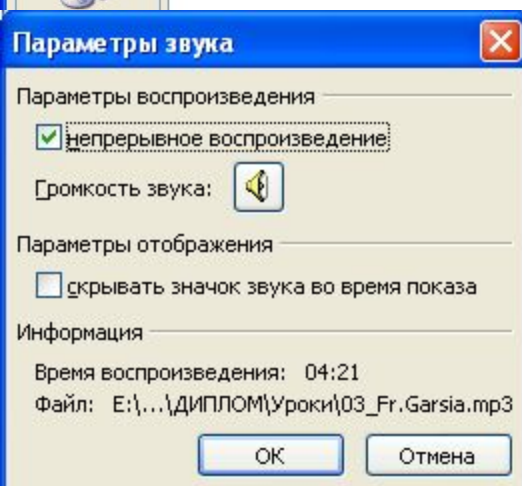 Параметры звука
Параметры воспроизведения
непрерывное воспроизведение
Громкость звука:
Параметры отображения
скрывать значок звука во время показа
Информация
Время воспроизведения: 04:21
Файл: E:\...\ДИПЛОМ\Уроки\03_Fr.Garsia.mp3
ОК Отмена